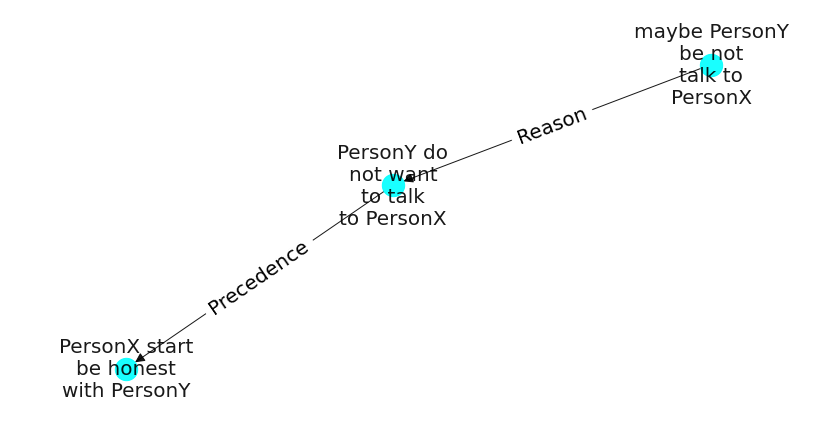 maybe PersonY
be not
talk to
PersonX
Reason
PersonY do
not want
to talk
to PersonX
Precedence
PersonX start
be honest
with PersonY